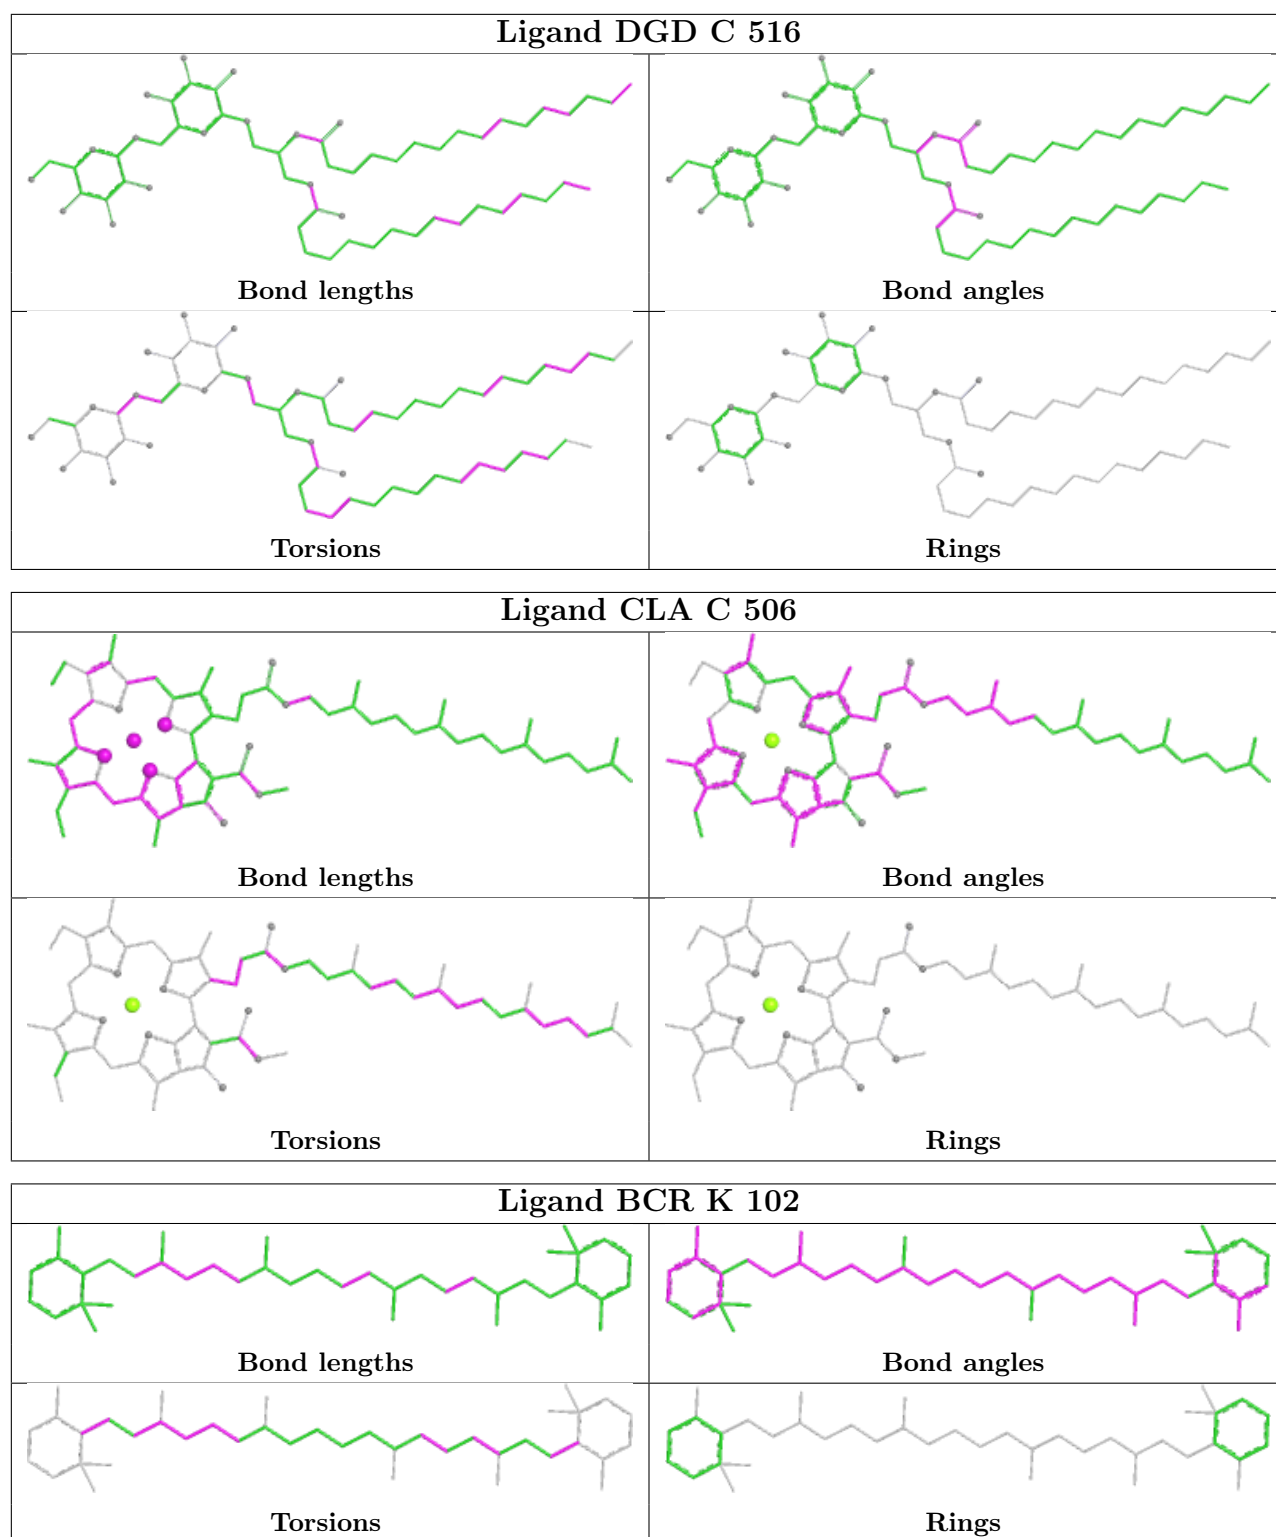 Ligand DGD C 516
Bond lengths
Bond angles
Torsions
Rings
Ligand CLA C 506
Bond lengths
Bond angles
Torsions
Rings
Ligand BCR K 102
Bond lengths
Bond angles
Torsions
Rings